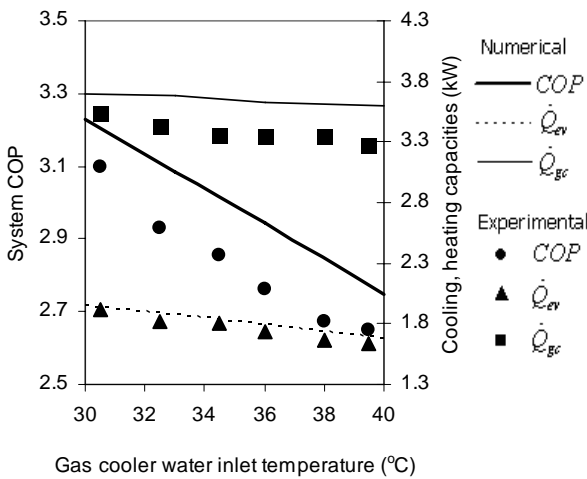 System COP
3.5
3.3
3.1
2.9
2.7
2.5
4.3
3.8
3.3
2.8
2.3
1.8
1.3
Cooling, heating capacities (kW)
30 32 34 36 38 40
Gas cooler water inlet temperature (°C)
Numerical
COP
Q̇ev
Q̇gc
Experimental
COP
Q̇ev
Q̇gc